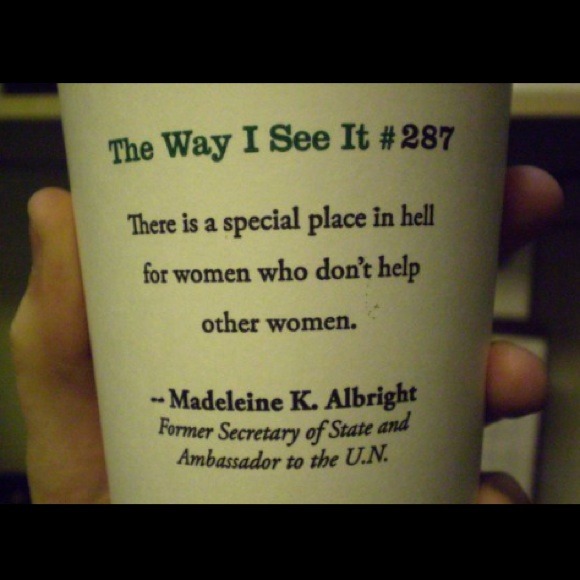 The Way I See It #287
There is a special place in hell
for women who don't help
other women.
-- Madeleine K. Albright
Former Secretary of State and
Ambassador to the U.N.